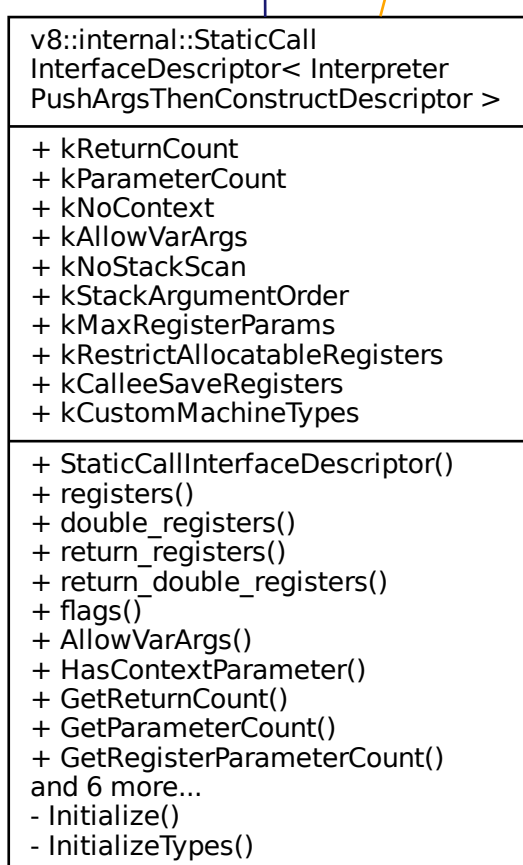 v8::internal::StaticCall
InterfaceDescriptor< Interpreter
PushArgsThenConstructDescriptor >
+ kReturnCount
+ kParameterCount
+ kNoContext
+ kAllowVarArgs
+ kNoStackScan
+ kStackArgumentOrder
+ kMaxRegisterParams
+ kRestrictAllocatableRegisters
+ kCalleeSaveRegisters
+ kCustomMachineTypes
+ StaticCallInterfaceDescriptor()
+ registers()
+ double_registers()
+ return_registers()
+ return_double_registers()
+ flags()
+ AllowVarArgs()
+ HasContextParameter()
+ GetReturnCount()
+ GetParameterCount()
+ GetRegisterParameterCount()
and 6 more...
- Initialize()
- InitializeTypes()